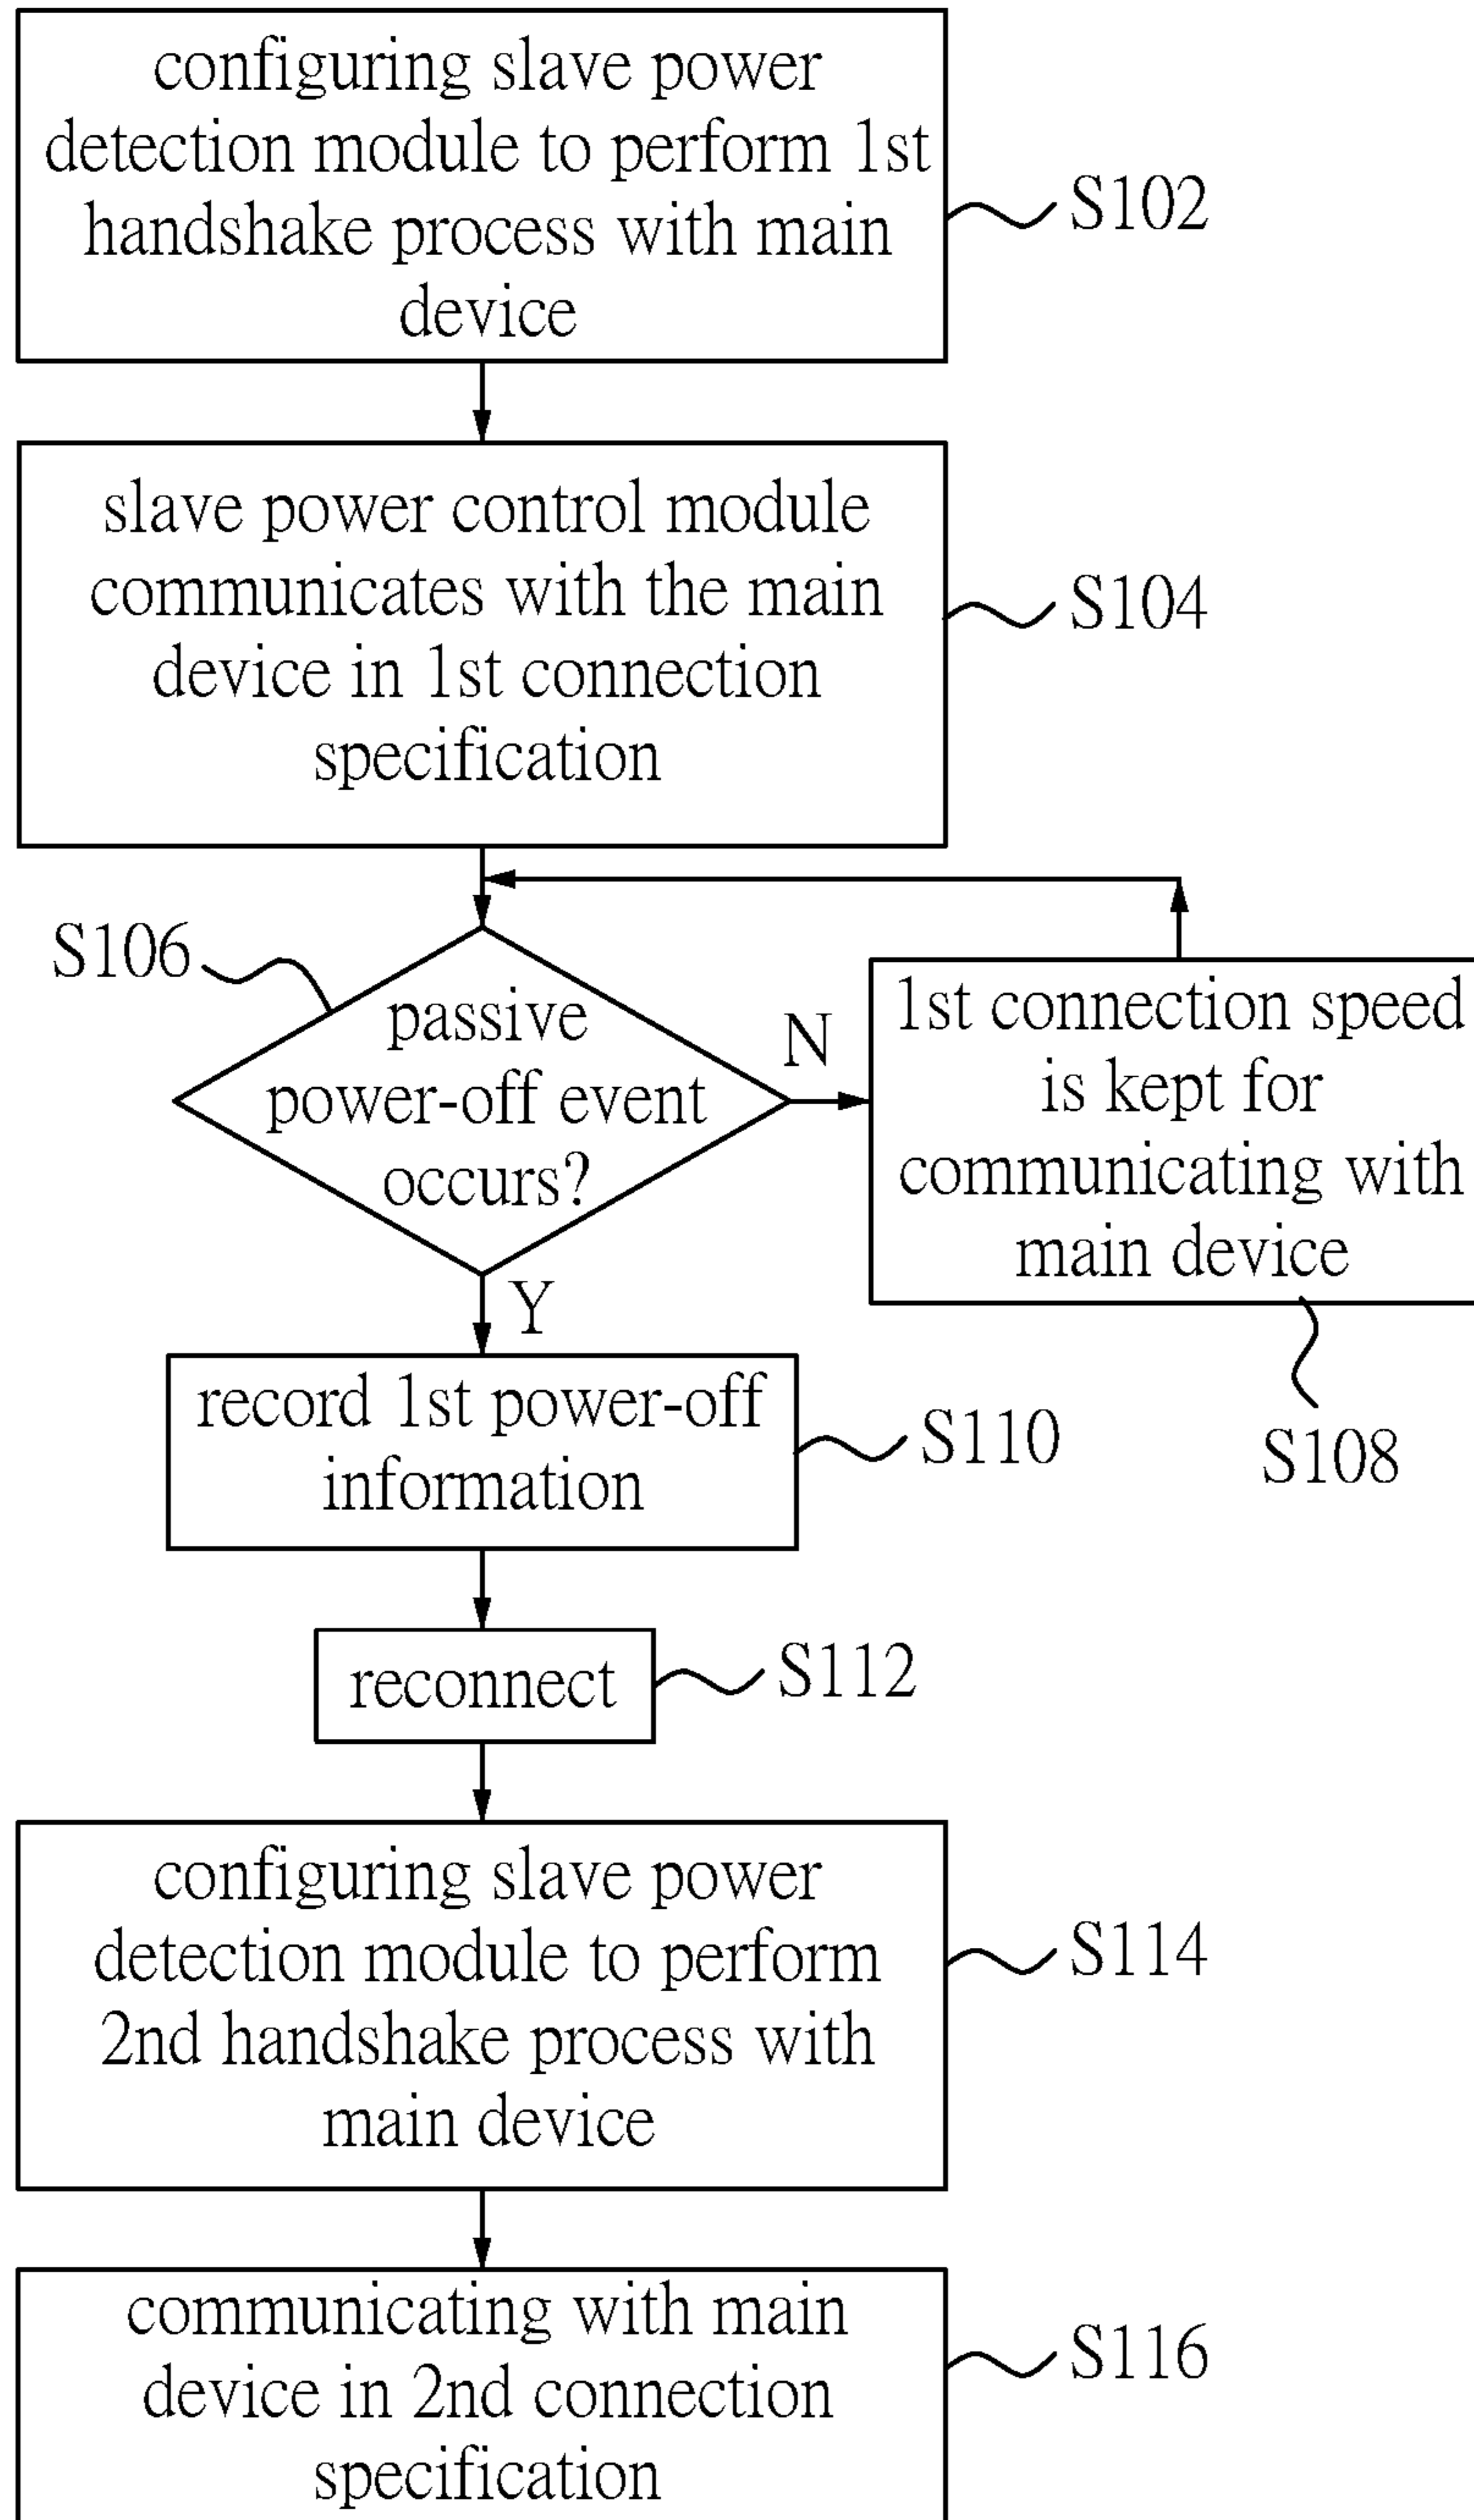 configuring slave power
detection module to perform 1st
handshake process with main
device
S102
slave power control module
communicates with the main
device in 1st connection
specification
S104
S106
passive
power-off event
occurs?
N
1st connection speed
is kept for
communicating with
main device
S108
Y
record 1st power-off
information
S110
reconnect
S112
configuring slave power
detection module to perform
2nd handshake process with
main device
S114
communicating with main
device in 2nd connection
specification
S116